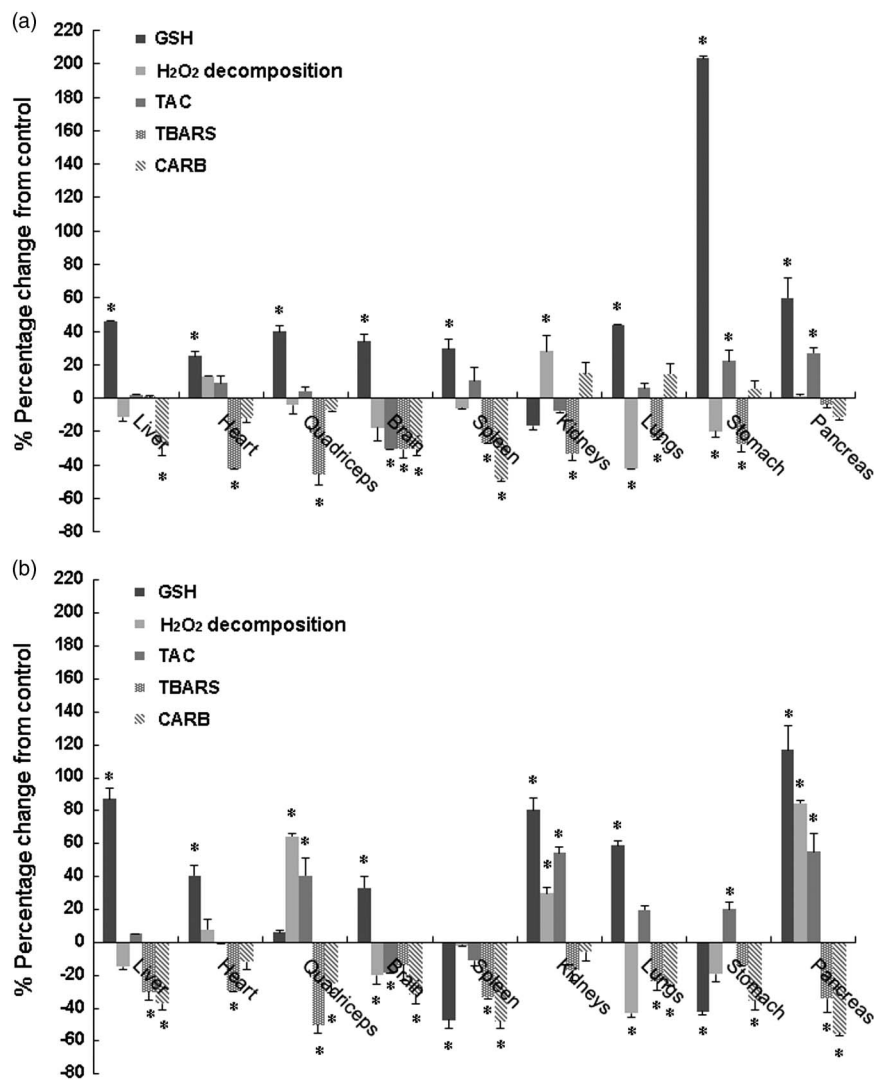 (a)
% Percentage change from control
220
200
180
160
140
120
100
80
60
40
20
0
-20
-40
-60
-80
GSH
H2O2 decomposition
TAC
TBARS
CARB
Liver
Heart
Quadriceps
Brain
Spleen
Kidneys
Lungs
Stomach
Pancreas
(b)
% Percentage change from control
220
200
180
160
140
120
100
80
60
40
20
0
-20
-40
-60
-80
GSH
H2O2 decomposition
TAC
TBARS
CARB
Liver
Heart
Quadriceps
Brain
Spleen
Kidneys
Lungs
Stomach
Pancreas